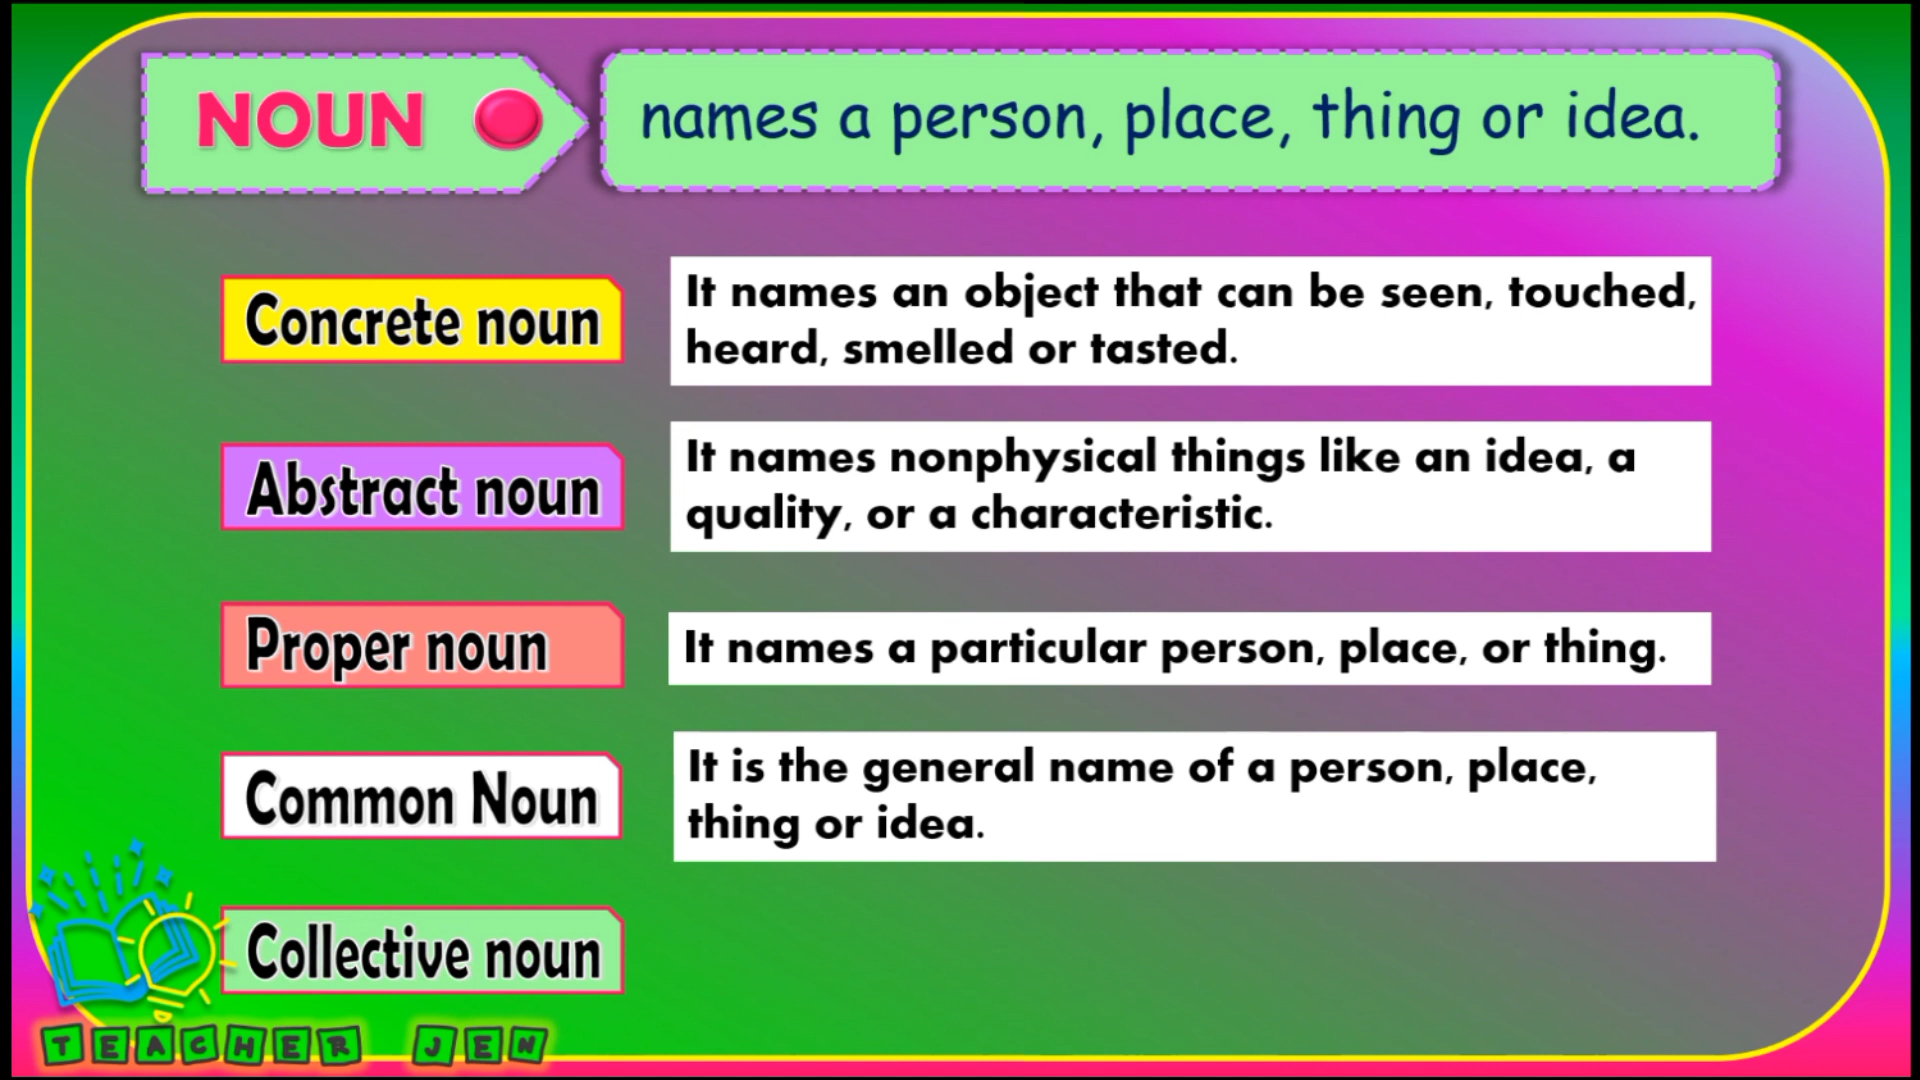 NOUN
names a person, place, thing or idea.
Concrete noun
It names an object that can be seen, touched,
heard, smelled or tasted.
Abstract noun
It names nonphysical things like an idea, a
quality, or a characteristic.
Proper noun
It names a particular person, place, or thing.
Common Noun
It is the general name of a person, place,
thing or idea.
Collective noun
TEACHER JEN